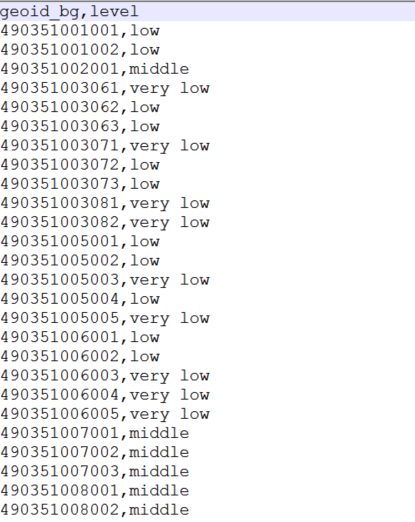 geoid_bg,level
490351001001,low
490351001002,low
490351002001,middle
490351003061,very low
490351003062,low
490351003063,low
490351003071,very low
490351003072,low
490351003073,low
490351003081,very low
490351003082,very low
490351005001,low
490351005002,low
490351005003,very low
490351005004,low
490351005005,very low
490351006001,low
490351006002,low
490351006003,very low
490351006004,very low
490351006005,very low
490351007001,middle
490351007002,middle
490351007003,middle
490351008001,middle
490351008002,middle